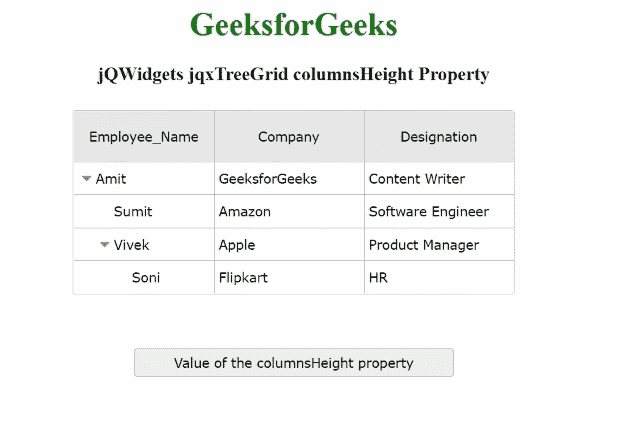 GeeksforGeeks
jQWidgets jqxTreeGrid columnsHeight Property
Employee_Name Company Designation
Amit GeeksforGeeks Content Writer
Sumit Amazon Software Engineer
Vivek Apple Product Manager
Soni Flipkart HR
Value of the columnsHeight property